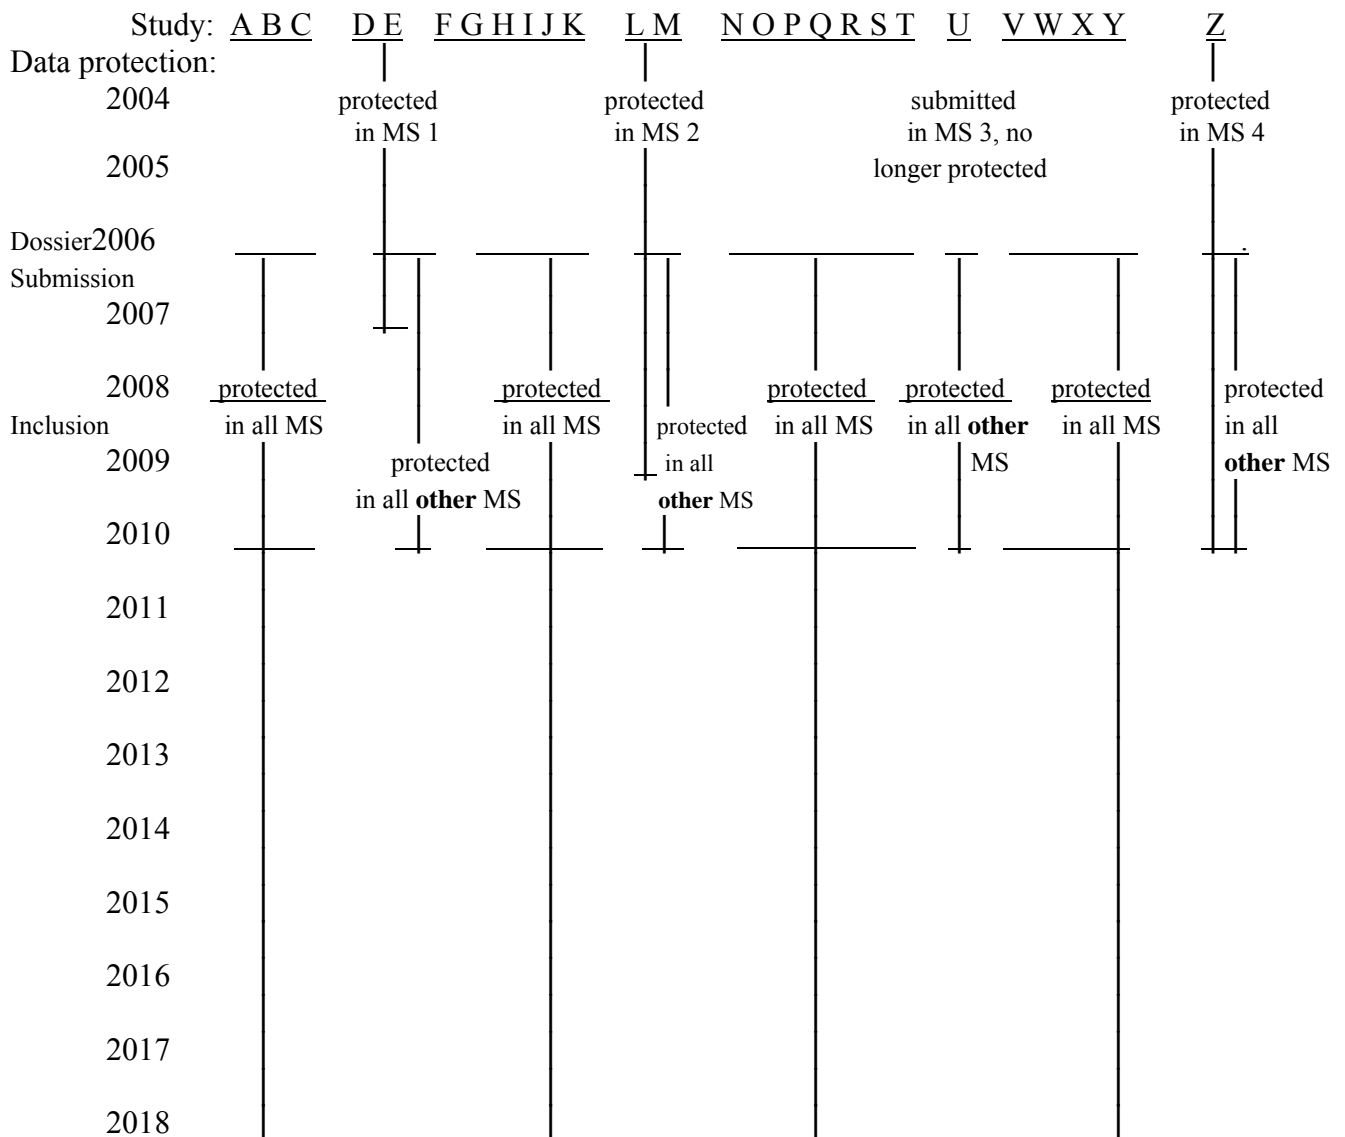 Study: A B C D E F G H I J K L M N O P Q R S T U V W X Y Z
Data protection:
2004 protected protected submitted protected
in MS 1 in MS 2 in MS 3, no in MS 4
2005 longer protected
Dossier2006
Submission
2007
2008 protected protected protected protected protected protected
Inclusion in all MS in all MS protected in all MS in all other in all MS in all
2009 protected in all MS other MS
in all other MS other MS
2010
2011
2012
2013
2014
2015
2016
2017
2018